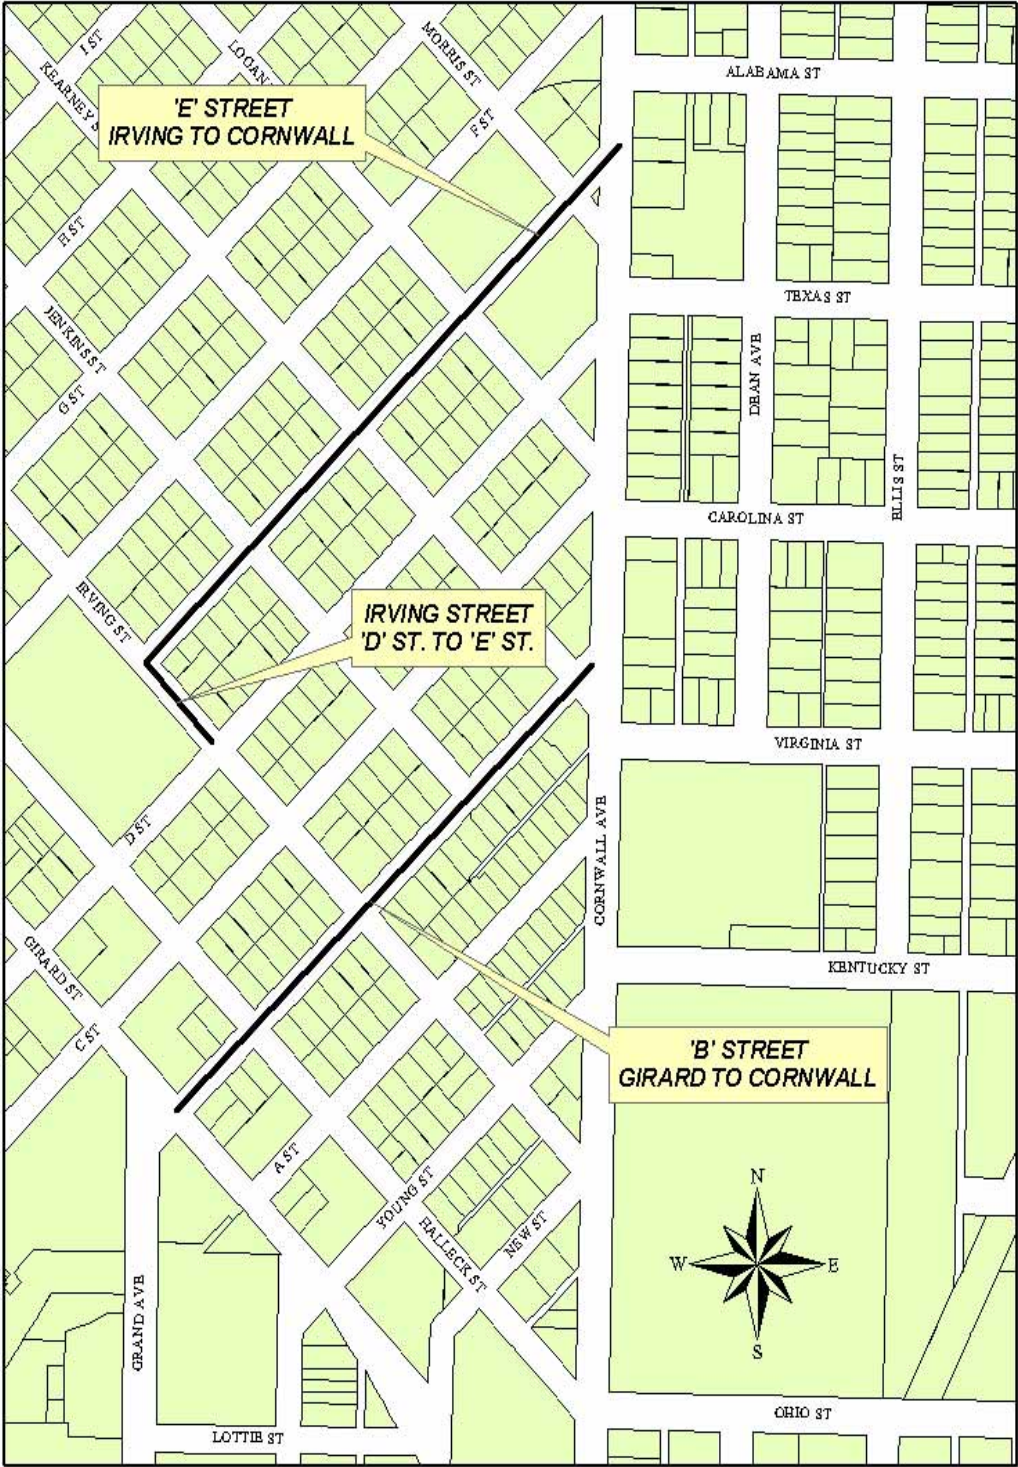 I ST
KEARNEY S
LOGAN
MORRIS ST
F ST
ALABAMA ST
'E' STREET
IRVING TO CORNWALL
H ST
JENKINS ST
G ST
TEXAS ST
DEAN AVE
ELLIS ST
CAROLINA ST
IRVING ST
IRVING STREET
'D' ST. TO 'E' ST.
VIRGINIA ST
D ST
CORNWALL AVE
GIRARD ST
C ST
KENTUCKY ST
'B' STREET
GIRARD TO CORNWALL
A ST
YOUNG ST
HALLECK ST
NEW ST
N
W
E
S
GRAND AVE
OHIO ST
LOTTIE ST